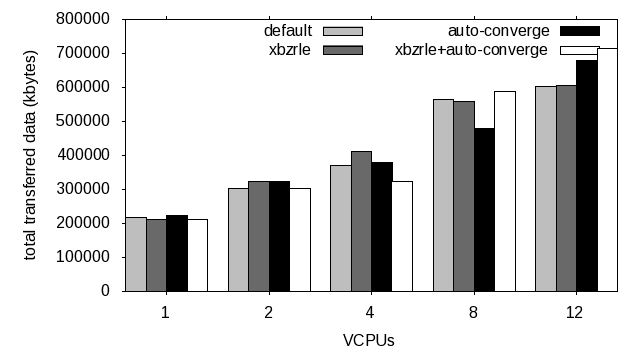 800000
700000
600000
500000
400000
300000
200000
100000
0
total transferred data (kbytes)
default
xbzrle
auto-converge
xbzrle+auto-converge
1 2 4 8 12
VCPUs